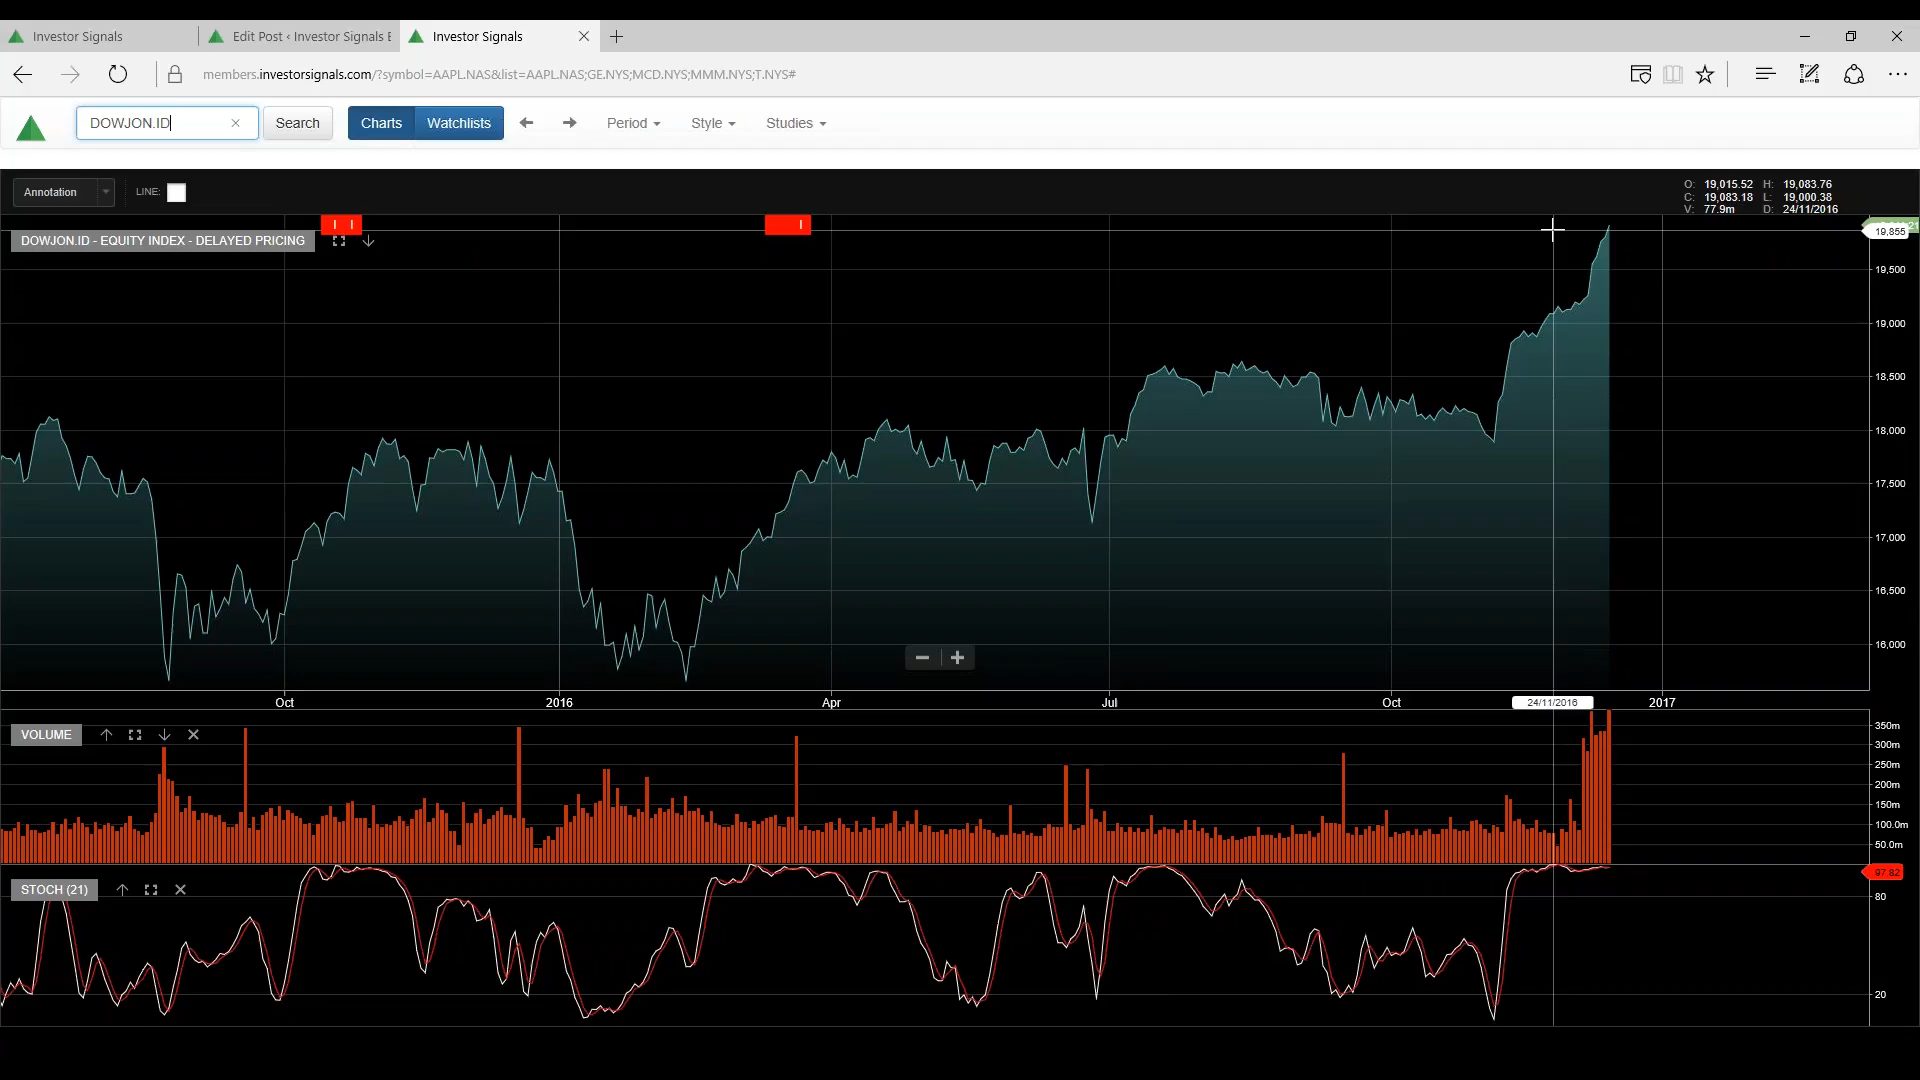 Investor Signals
Edit Post ‹ Investor Signals E
Investor Signals
members.investorsignals.com/?symbol=AAPL.NAS&list=AAPL.NAS;GE.NYS;MCD.NYS;MMM.NYS;T.NYS#
DOWJON.ID
Search
Charts
Watchlists
Period
Style
Studies
Annotation
LINE:
O: 19,015.52 H: 19,083.76
C: 19,083.18 L: 19,000.38
V: 77.9m D: 24/11/2016
DOWJON.ID - EQUITY INDEX - DELAYED PRICING
19,855
19,500
19,000
18,500
18,000
17,500
17,000
16,500
16,000
Oct
2016
Apr
Jul
Oct
24/11/2016
2017
VOLUME
350m
300m
250m
200m
150m
100.0m
50.0m
STOCH (21)
97.82
80
20